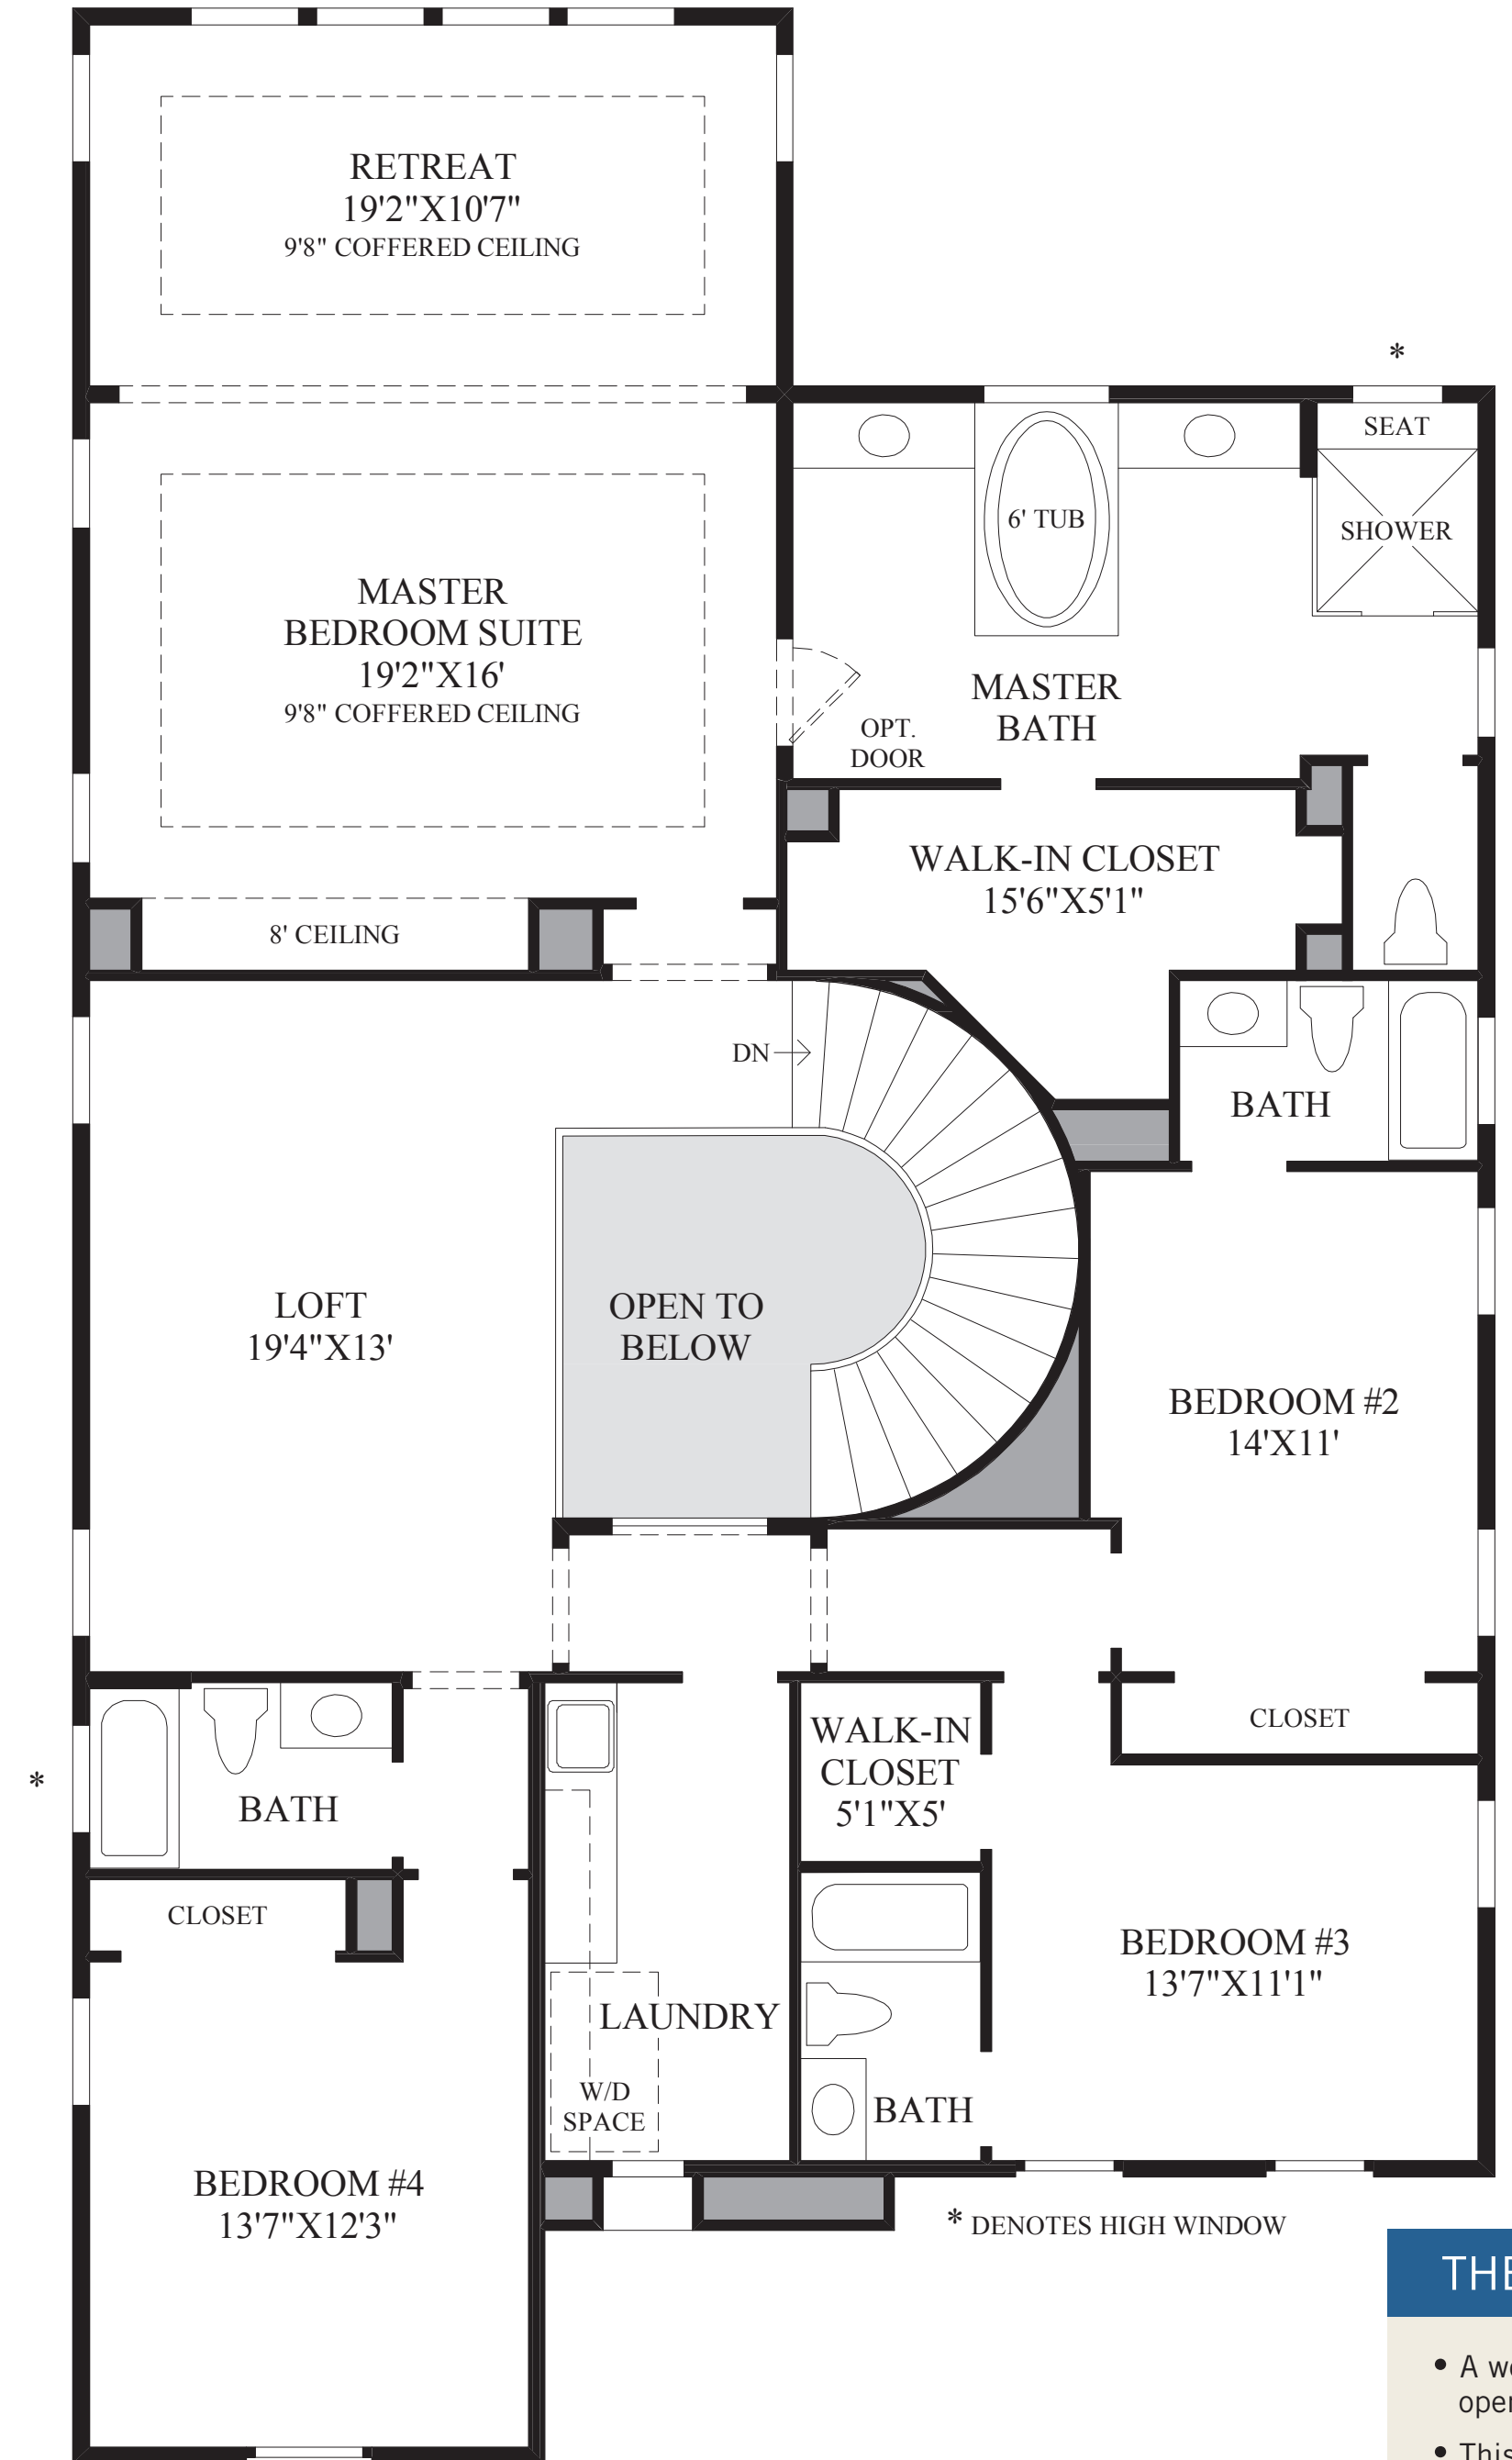 RETREAT
19'2"X10'7"
9'8" COFFERED CEILING
*
SEAT
SHOWER
6' TUB
MASTER
BEDROOM SUITE
19'2"X16'
9'8" COFFERED CEILING
MASTER
BATH
OPT.
DOOR
WALK-IN CLOSET
15'6"X5'1"
8' CEILING
DN
BATH
LOFT
19'4"X13'
OPEN TO
BELOW
BEDROOM #2
14'X11'
CLOSET
WALK-IN
CLOSET
5'1"X5'
*
BATH
CLOSET
BEDROOM #3
13'7"X11'1"
LAUNDRY
W/D
SPACE
BATH
BEDROOM #4
13'7"X12'3"
* DENOTES HIGH WINDOW
THE
• A
• This